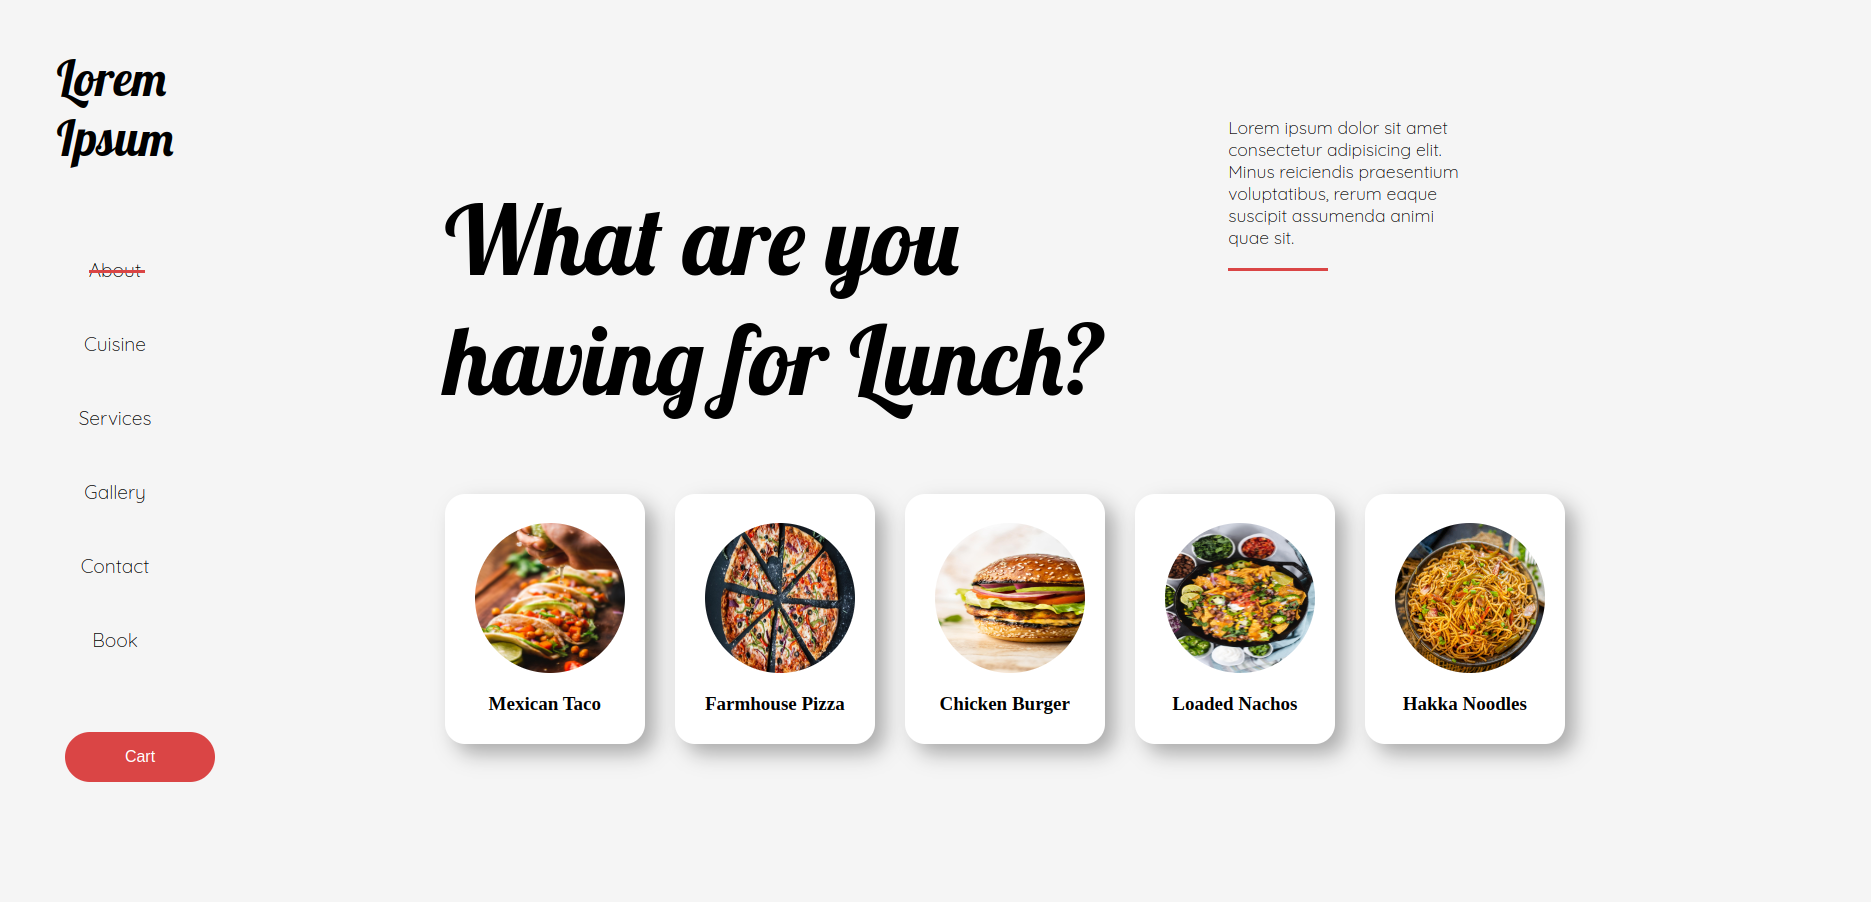 Lorem
Ipsum
About
Cuisine
Services
Gallery
Contact
Book
Cart
What are you
having for Lunch?
Lorem ipsum dolor sit amet
consectetur adipisicing elit.
Minus reiciendis praesentium
voluptatibus, rerum eaque
suscipit assumenda animi
quae sit.
Mexican Taco
Farmhouse Pizza
Chicken Burger
Loaded Nachos
Hakka Noodles